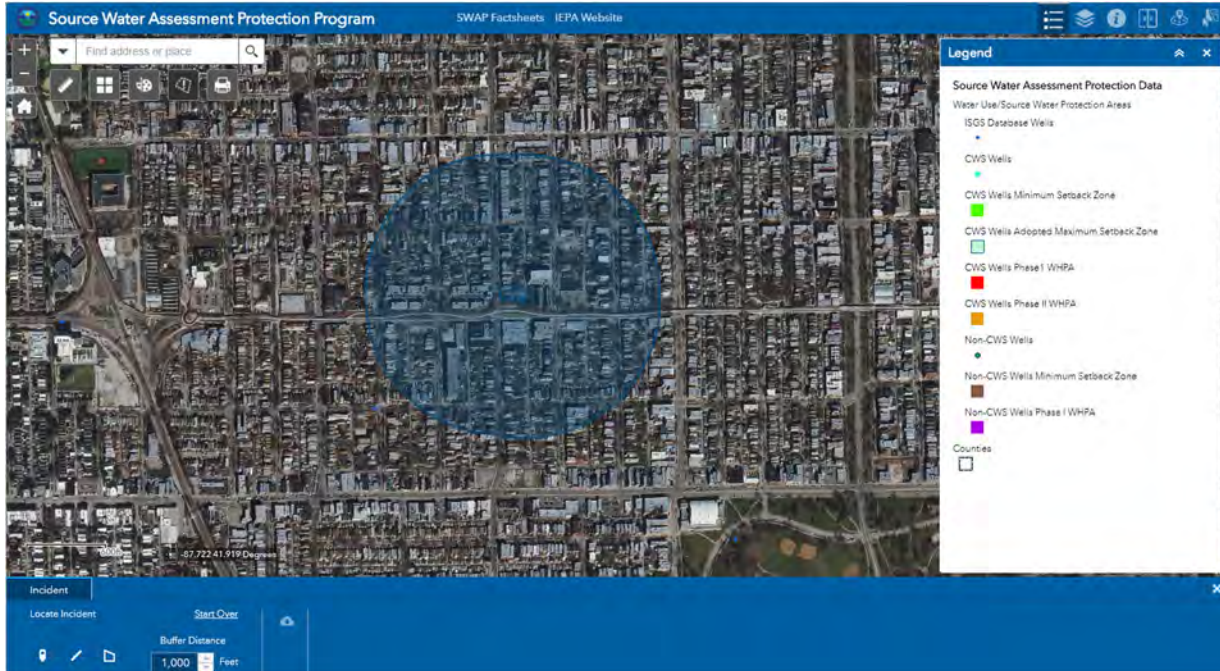 Source Water Assessment Protection Program
SWAP Factsheets IEPA Website
Find address or place
Legend
Source Water Assessment Protection Data
Water Use/Source Water Protection Areas
ISGS Database Wells
CWS Wells
CWS Wells Minimum Setback Zone
CWS Wells Adopted Maximum Setback Zone
CWS Wells Phase I WHPA
CWS Wells Phase II WHPA
Non-CWS Wells
Non-CWS Wells Minimum Setback Zone
Non-CWS Wells Phase I WHPA
Counties
-87.722 41.919 Degrees
Incident
Locate Incident
Start Over
Buffer Distance
1,000 Feet